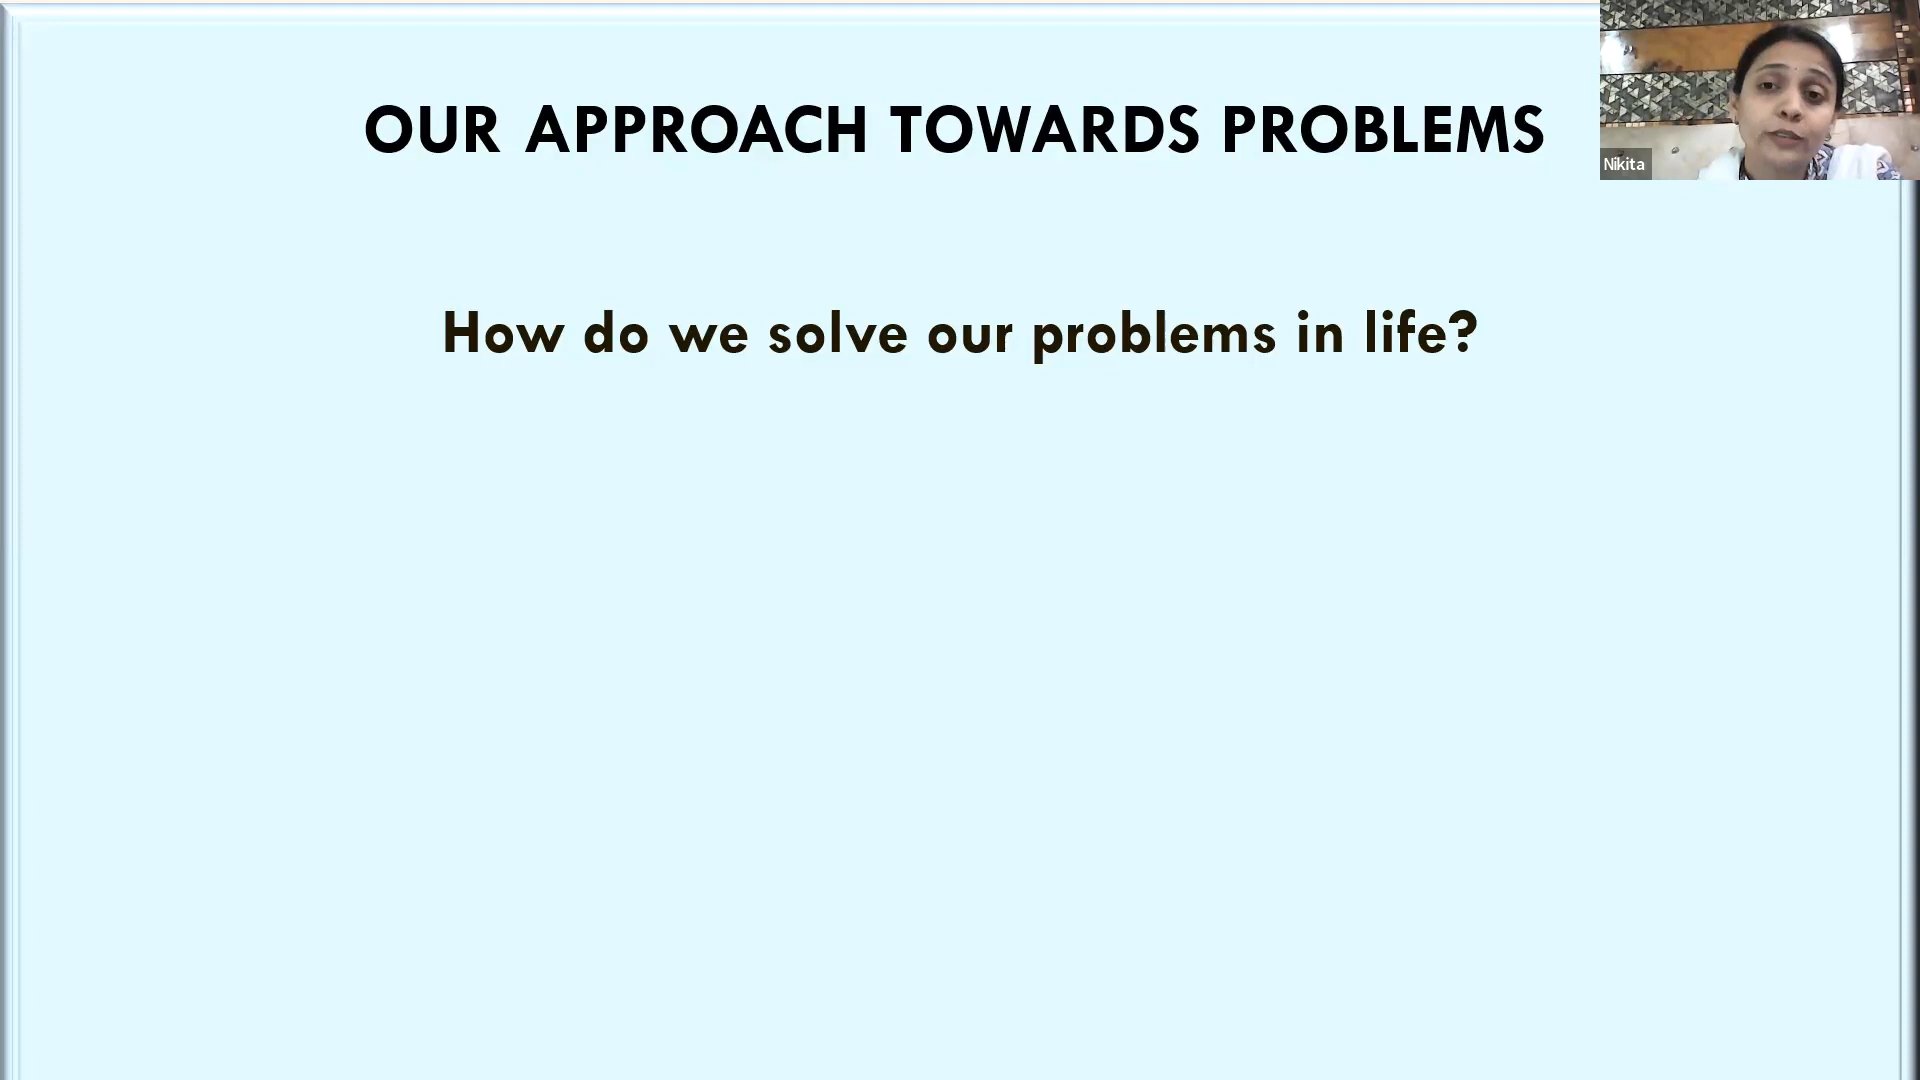 OUR APPROACH TOWARDS PROBLEMS
Nikita
How do we solve our problems in life?